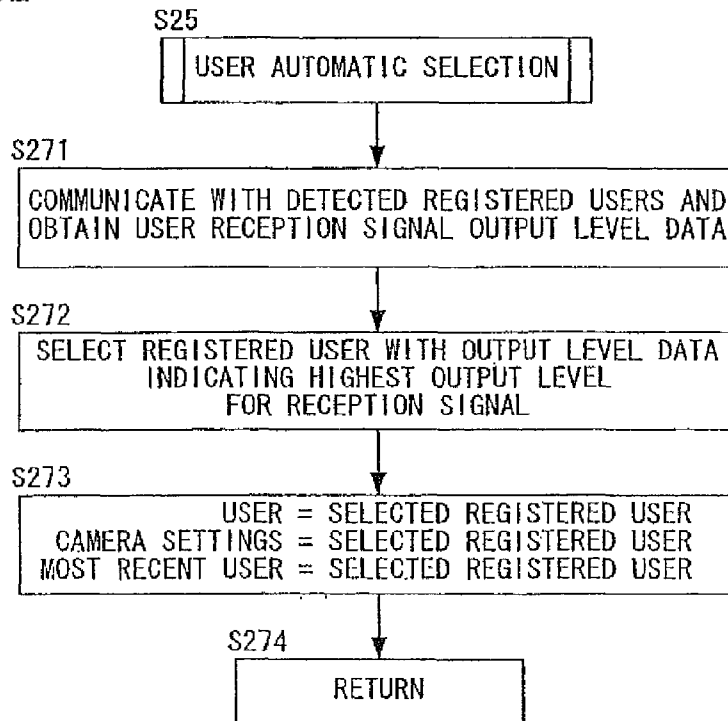 S25
USER AUTOMATIC SELECTION
S271
COMMUNICATE WITH DETECTED REGISTERED USERS AND
OBTAIN USER RECEPTION SIGNAL OUTPUT LEVEL DATA
S272
SELECT REGISTERED USER WITH OUTPUT LEVEL DATA
INDICATING HIGHEST OUTPUT LEVEL
FOR RECEPTION SIGNAL
S273
USER = SELECTED REGISTERED USER
CAMERA SETTINGS = SELECTED REGISTERED USER
MOST RECENT USER = SELECTED REGISTERED USER
S274
RETURN